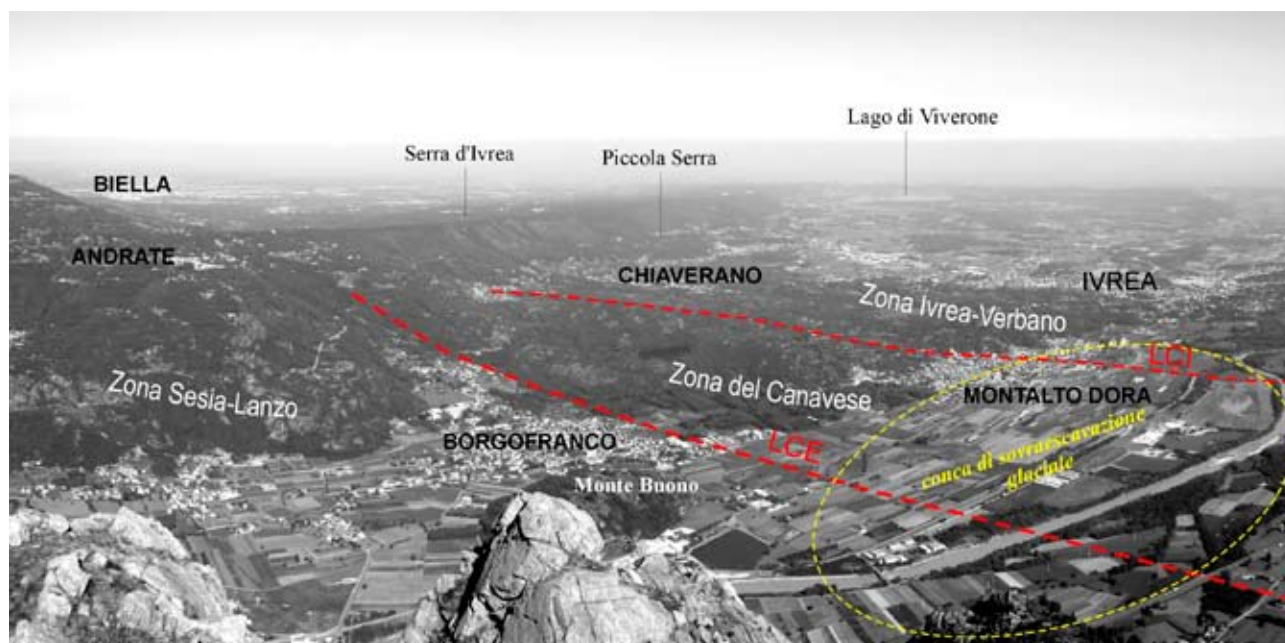 Lago di Viverone
Serra d'Ivrea
Piccola Serra
BIELLA
ANDRATE
CHIAVERANO
IVREA
Zona Ivrea-Verbano
LCI
Zona Sesia-Lanzo
Zona del Canavese
MONTALTO DORA
BORGOFRANCO
LCE
conca di sovraescavazione
glaciale
Monte Buono